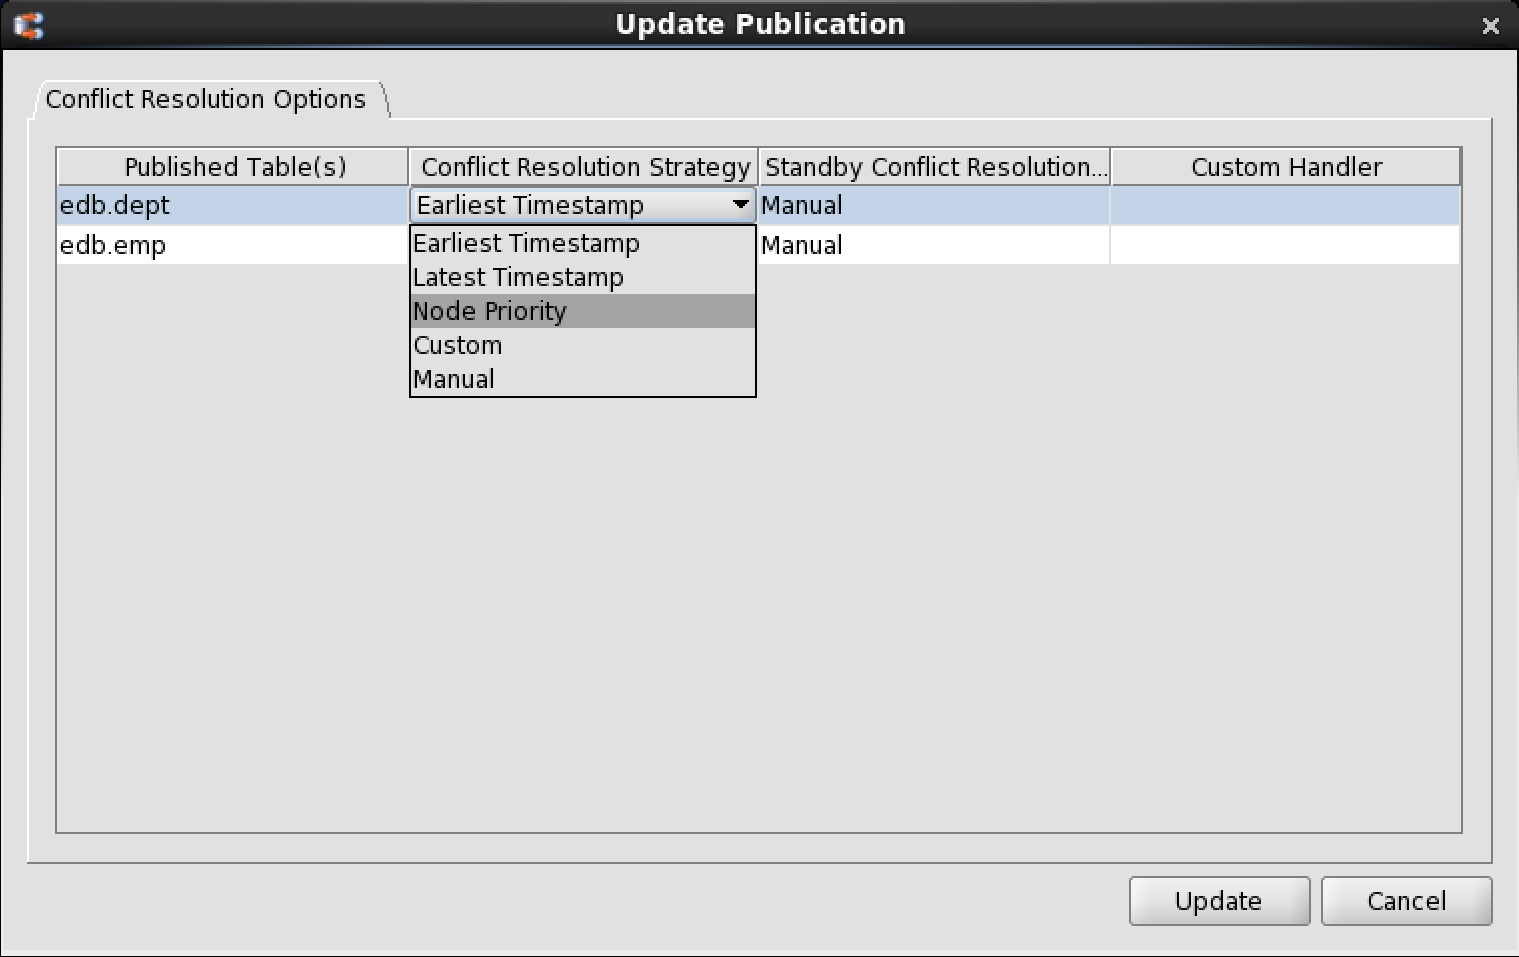 Update Publication
Conflict Resolution Options
Published Table(s) Conflict Resolution Strategy Standby Conflict Resolution... Custom Handler
edb.dept Earliest Timestamp Manual
edb.emp Manual
Earliest Timestamp
Latest Timestamp
Node Priority
Custom
Manual
Update Cancel